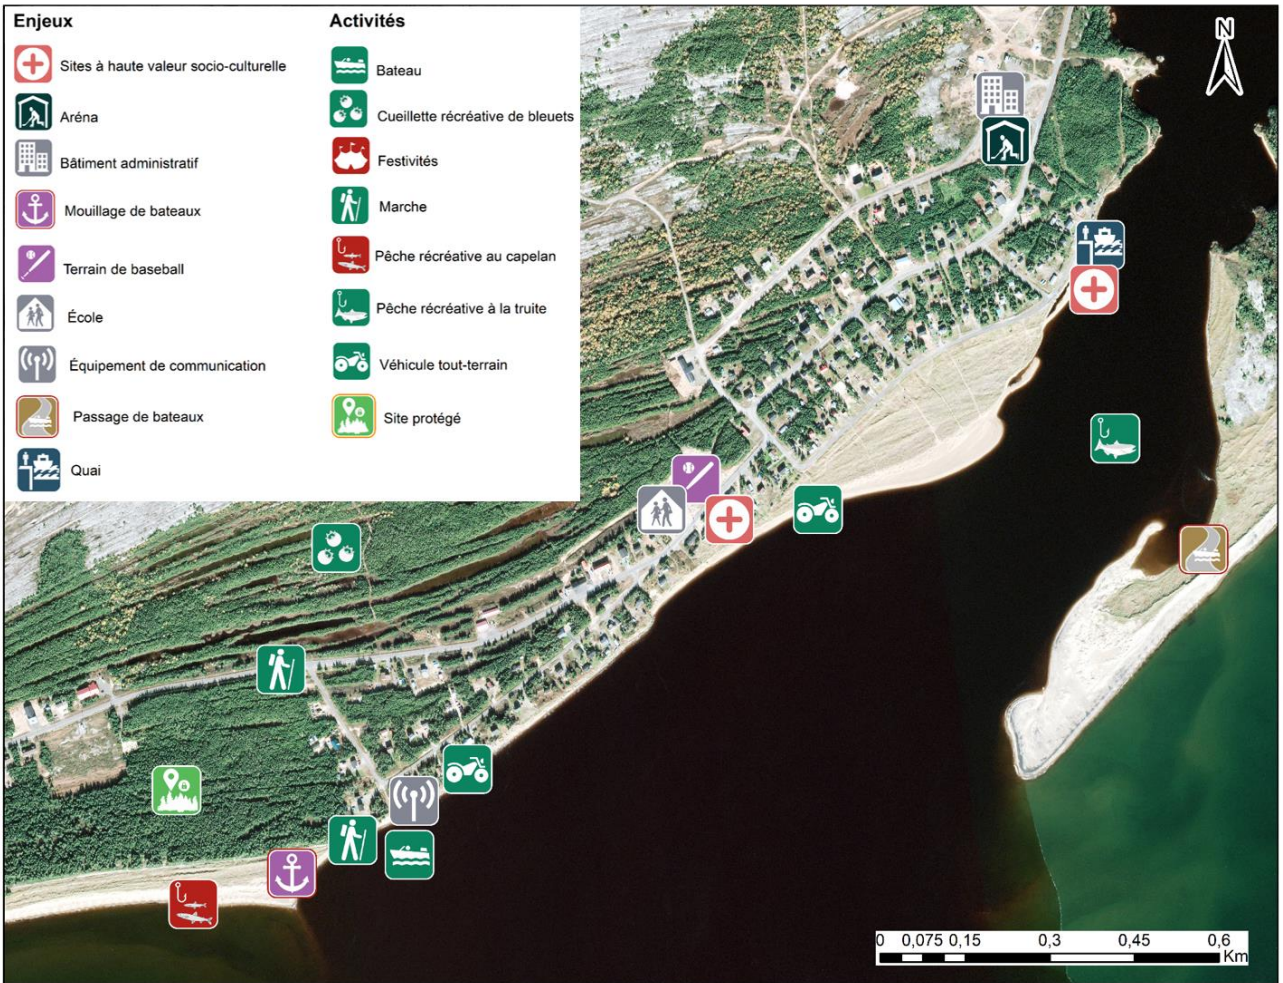 Enjeux
Sites à haute valeur socio-culturelle
Aréna
Bâtiment administratif
Mouillage de bateaux
Terrain de baseball
École
Équipement de communication
Passage de bateaux
Quai
Activités
Bateau
Cueillette récréative de bleuets
Festivités
Marche
Pêche récréative au capelan
Pêche récréative à la truite
Véhicule tout-terrain
Site protégé
N
0 0,075 0,15 0,3 0,45 0,6
Km